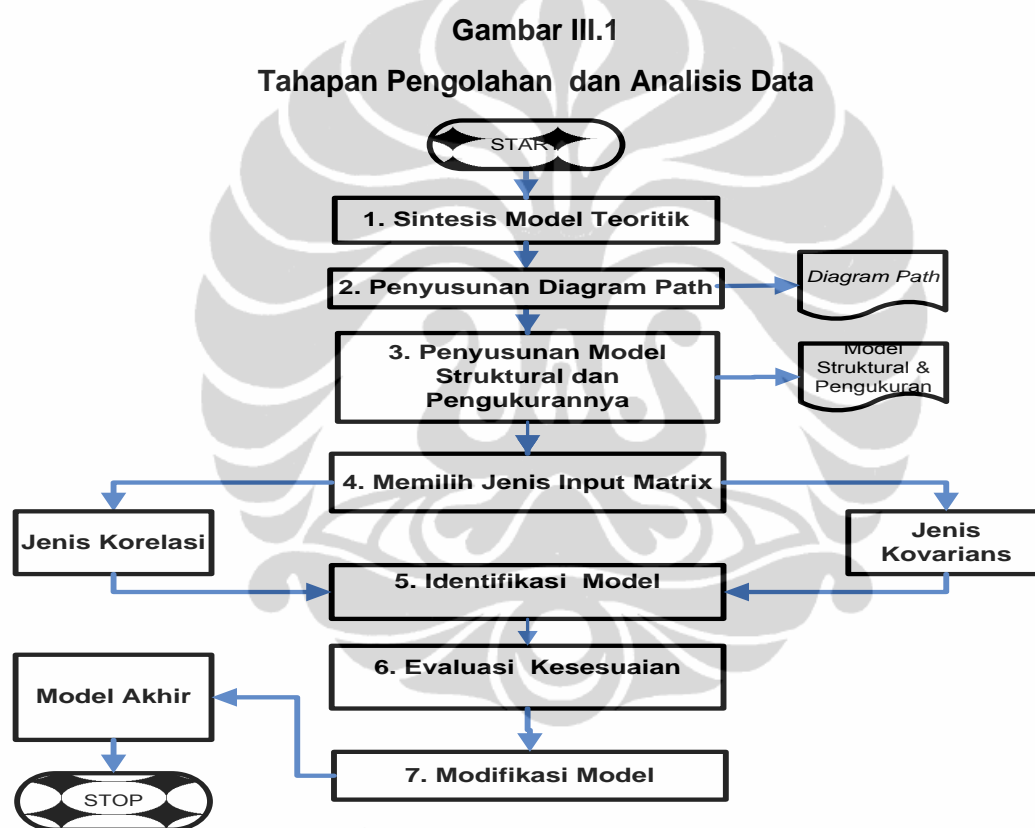 Gambar III.1
Tahapan Pengolahan dan Analisis Data
START
1. Sintesis Model Teoritik
2. Penyusunan Diagram Path
Diagram Path
3. Penyusunan Model
Struktural dan
Pengukurannya
Model
Struktural &
Pengukuran
4. Memilih Jenis Input Matrix
Jenis Korelasi
Jenis
Kovarians
5. Identifikasi Model
6. Evaluasi Kesesuaian
Model Akhir
7. Modifikasi Model
STOP